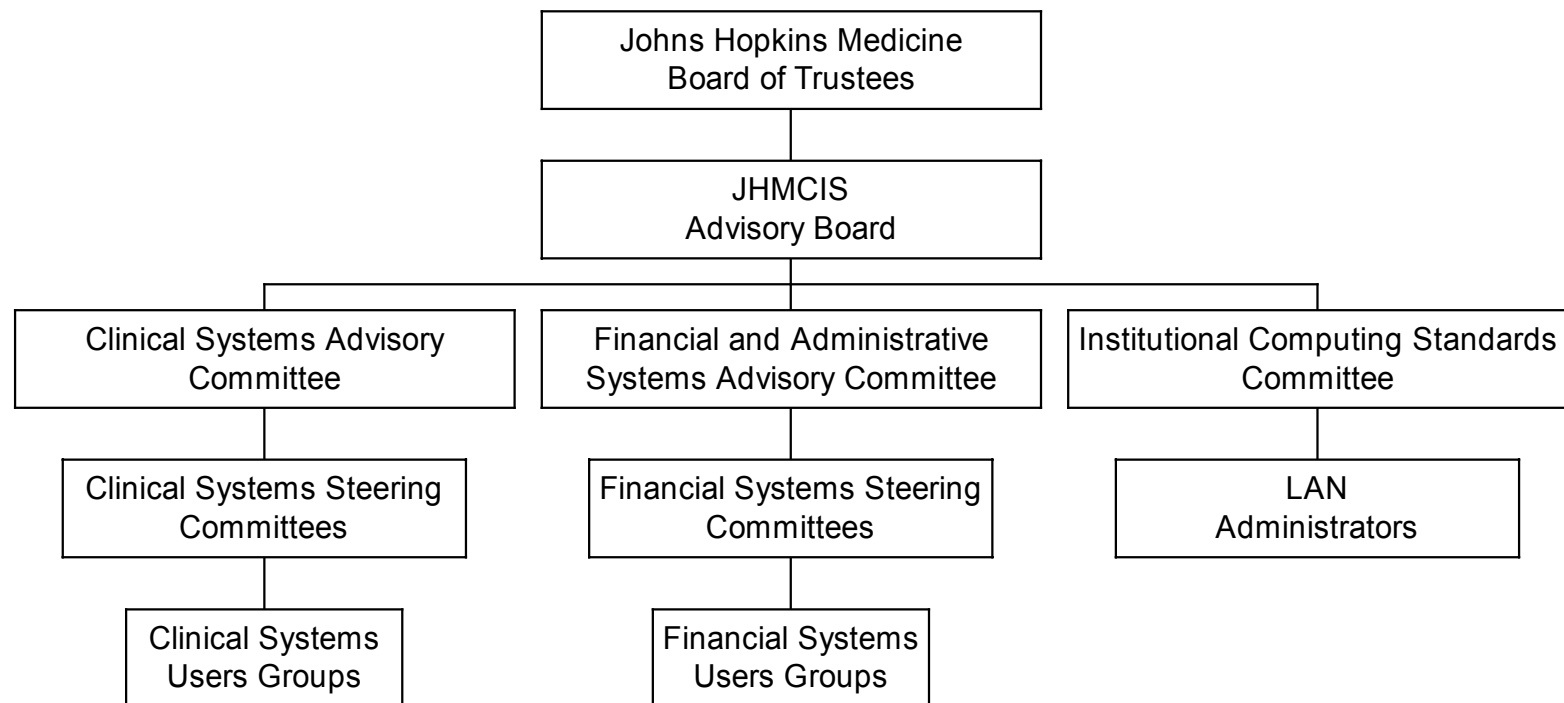 Johns Hopkins Medicine
Board of Trustees
JHMCIS
Advisory Board
Clinical Systems Advisory
Committee
Financial and Administrative
Systems Advisory Committee
Institutional Computing Standards
Committee
Clinical Systems Steering
Committees
Financial Systems Steering
Committees
LAN
Administrators
Clinical Systems
Users Groups
Financial Systems
Users Groups